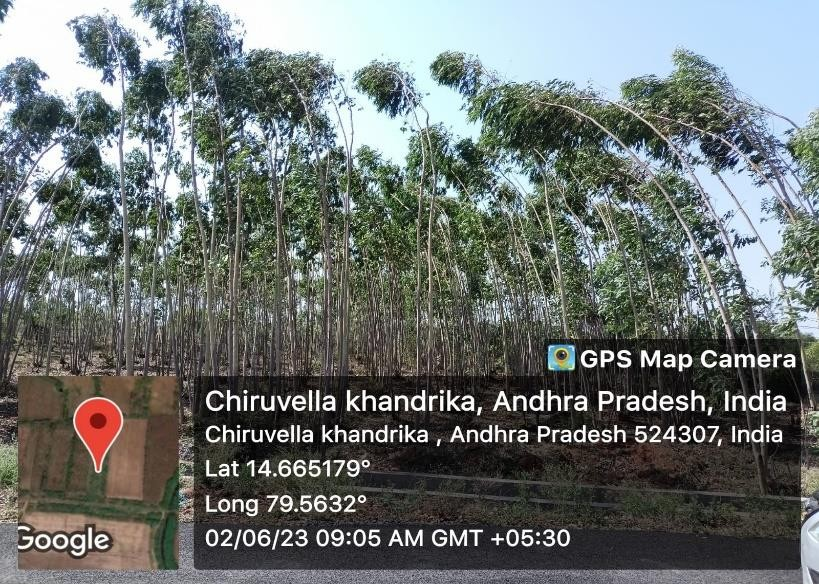 GPS Map Camera
Chiruvella khandrika, Andhra Pradesh, India
Chiruvella khandrika , Andhra Pradesh 524307, India
Lat 14.665179°
Long 79.5632°
02/06/23 09:05 AM GMT +05:30
Google